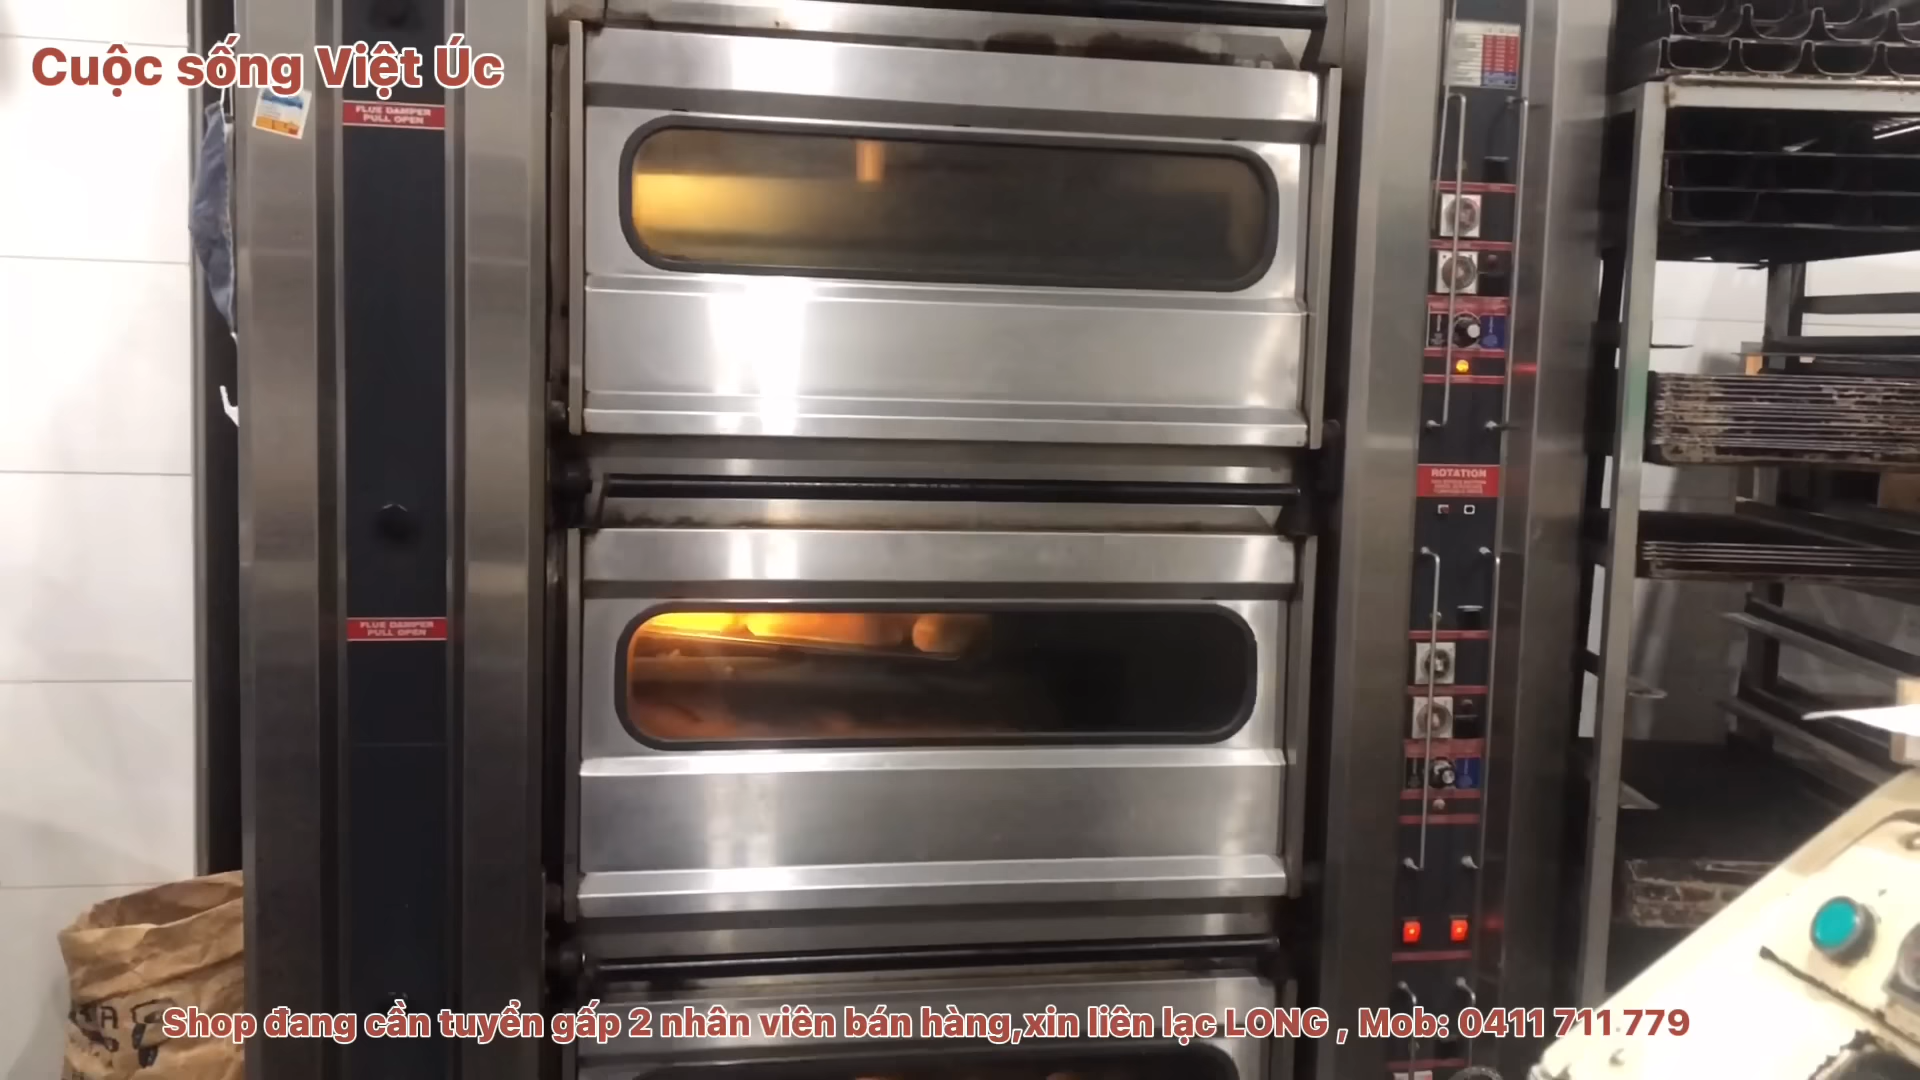 Cuộc sống Việt Úc
FLUE DAMPER
PULL OPEN
ROTATION
FLUE DAMPER
PULL OPEN
Shop đang cần tuyển gấp 2 nhân viên bán hàng,xin liên lạc LONG , Mob: 0411 711 779